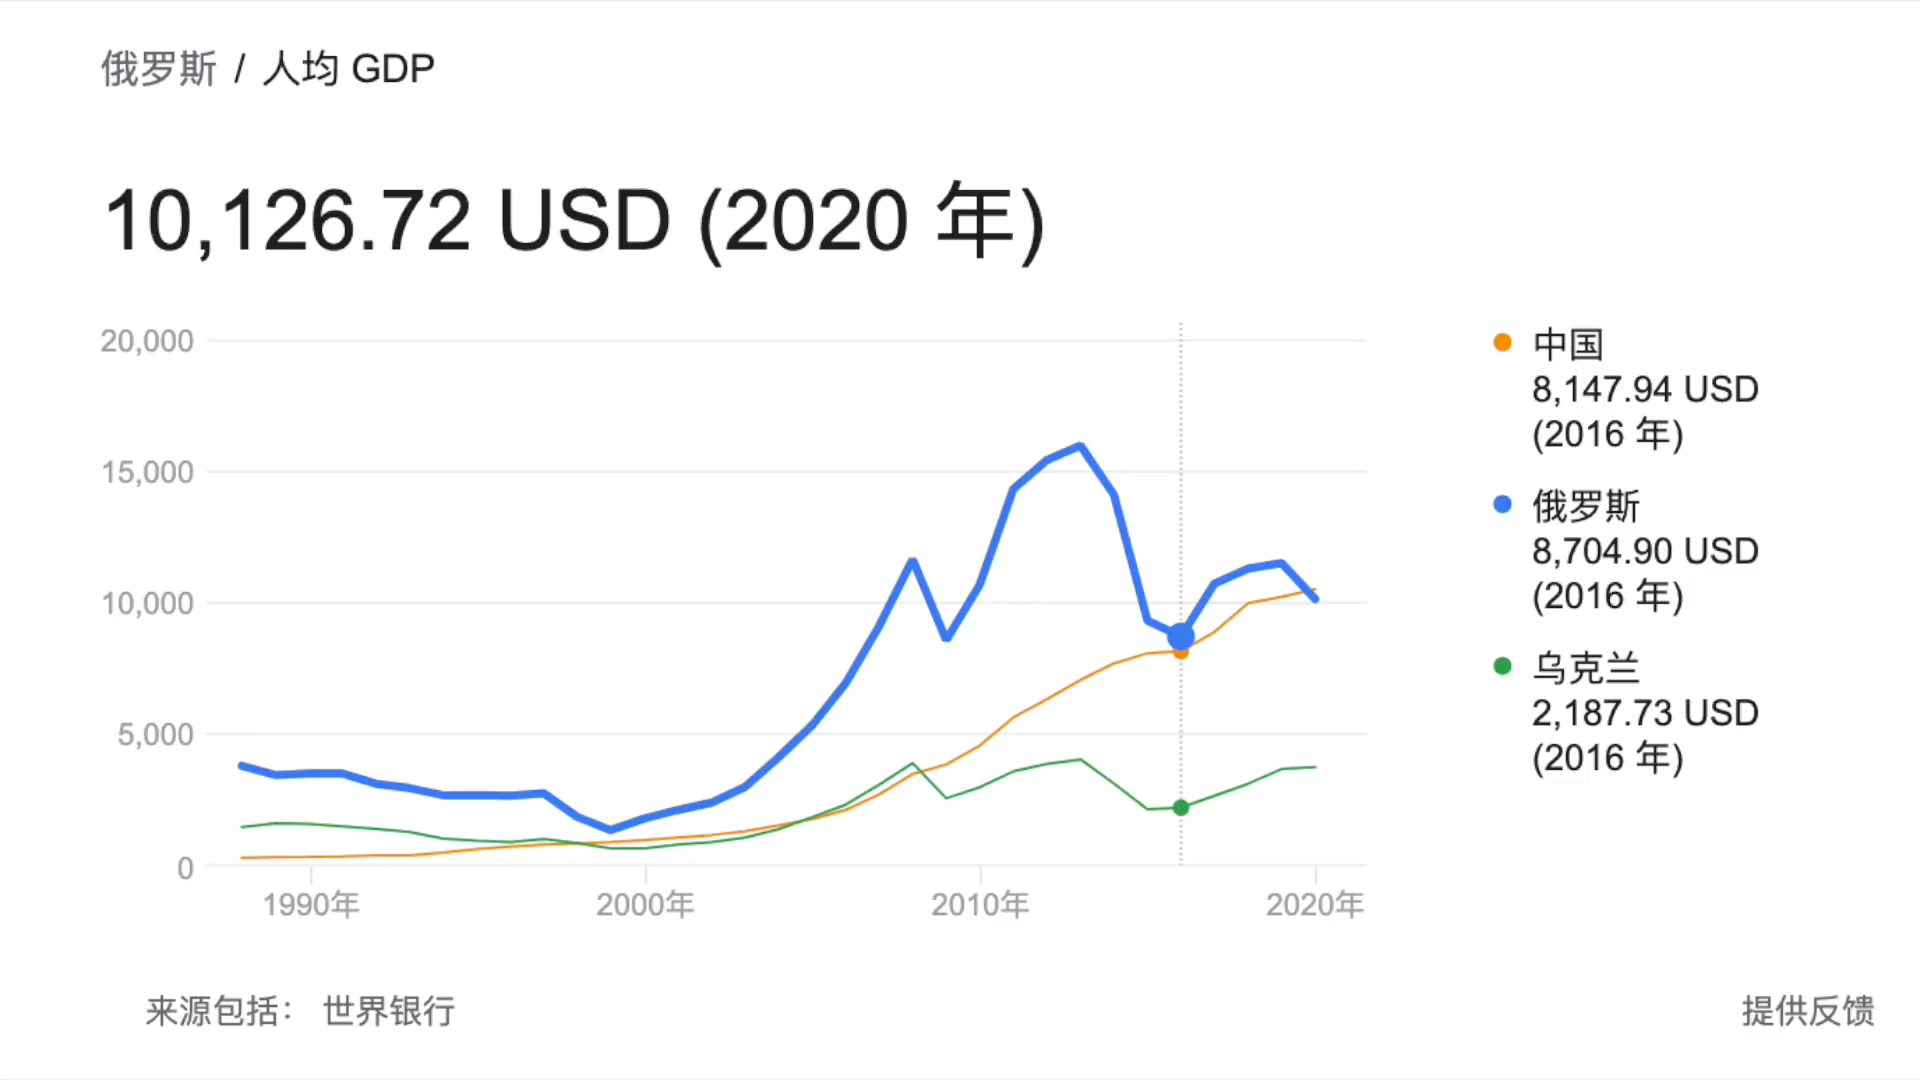 俄罗斯 / 人均 GDP
10,126.72 USD (2020 年)
20,000
15,000
10,000
5,000
0
1990年 2000年 2010年 2020年
中国
8,147.94 USD
(2016 年)
俄罗斯
8,704.90 USD
(2016 年)
乌克兰
2,187.73 USD
(2016 年)
来源包括： 世界银行
提供反馈